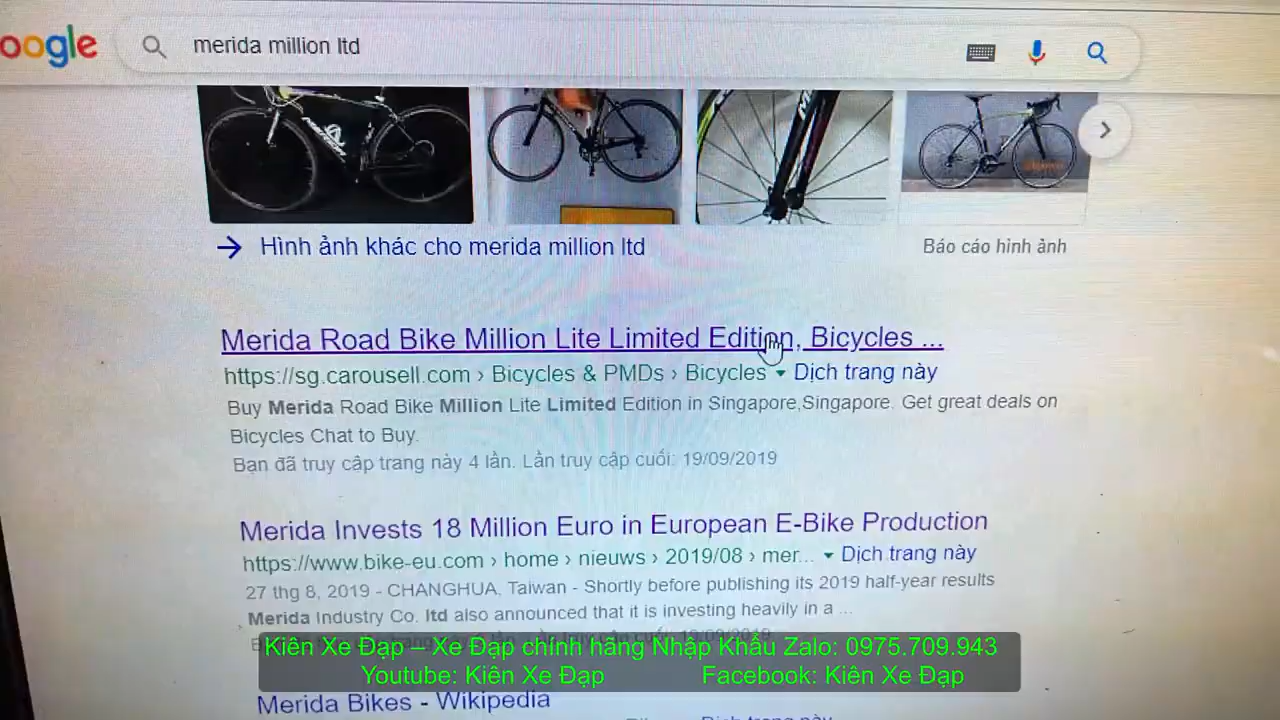 oogle
merida million ltd
Hình ảnh khác cho merida million ltd
Báo cáo hình ảnh
Merida Road Bike Million Lite Limited Edition, Bicycles ...
https://sg.carousell.com › Bicycles & PMDs › Bicycles ▾ Dịch trang này
Buy Merida Road Bike Million Lite Limited Edition in Singapore,Singapore. Get great deals on
Bicycles Chat to Buy.
Bạn đã truy cập trang này 4 lần. Lần truy cập cuối: 19/09/2019
Merida Invests 18 Million Euro in European E-Bike Production
https://www.bike-eu.com › home › nieuws › 2019/08 › mer... ▾ Dịch trang này
27 thg 8, 2019 - CHANGHUA, Taiwan - Shortly before publishing its 2019 half-year results
Merida Industry Co. ltd also announced that it is investing heavily in a ...
Kiên Xe Đạp – Xe Đạp chính hãng Nhập Khẩu Zalo: 0975.709.943
Youtube: Kiên Xe Đạp Facebook: Kiên Xe Đạp
Merida Bikes - Wikipedia
Dịch trang này